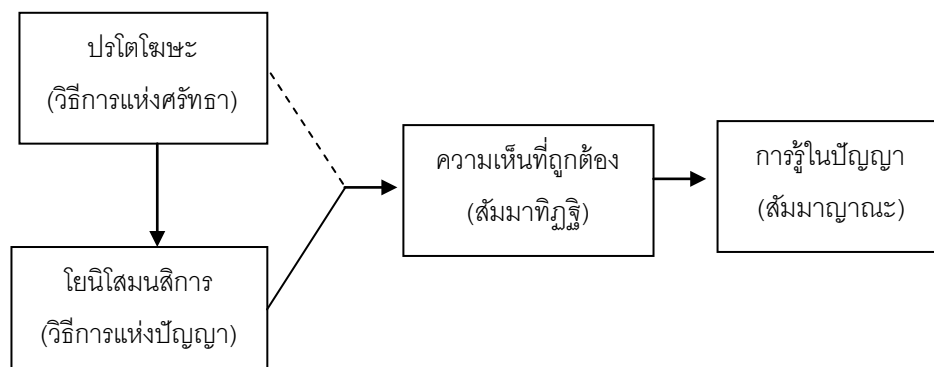 ปรโตโฆษะ
(วิธีการแห่งศรัทธา)
โยนิโสมนสิการ
(วิธีการแห่งปัญญา)
ความเห็นที่ถูกต้อง
(สัมมาทิฏฐิ)
การรู้ในปัญญา
(สัมมาญาณะ)